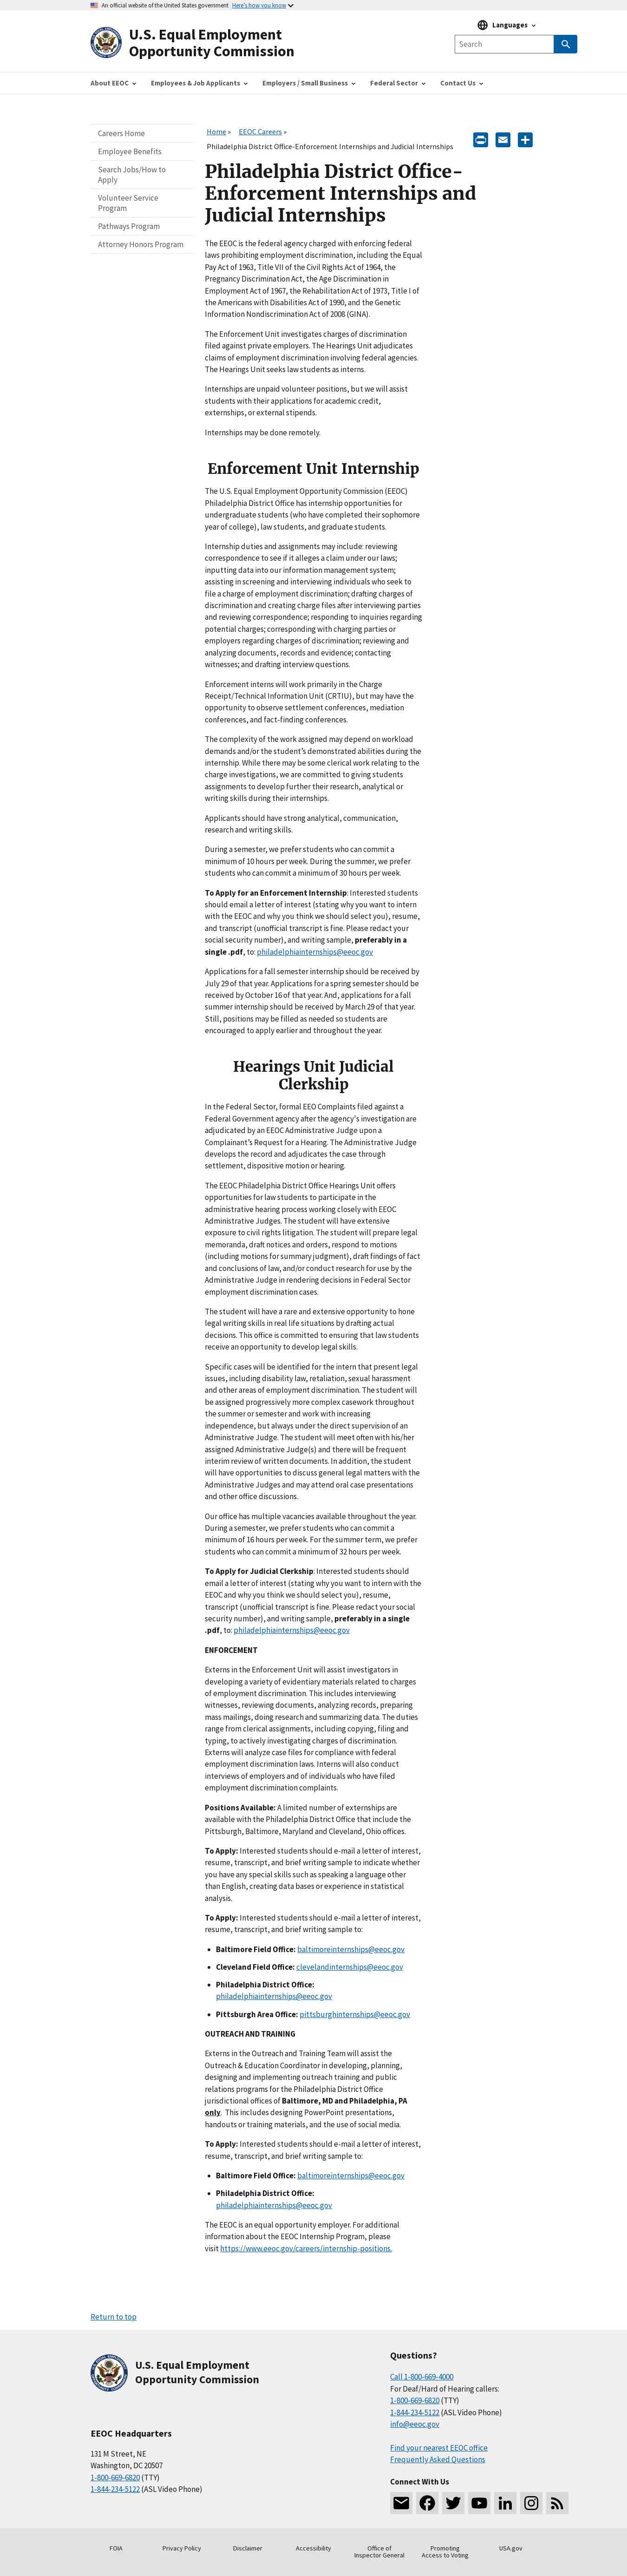 An official website of the United States government Here's how you know
U.S. Equal Employment
Opportunity Commission
Languages
Search
About EEOC
Employees & Job Applicants
Employers / Small Business
Federal Sector
Contact Us
Careers Home
Employee Benefits
Search Jobs/How to
Apply
Volunteer Service
Program
Pathways Program
Attorney Honors Program
Home » EEOC Careers »
Philadelphia District Office-Enforcement Internships and Judicial Internships
Philadelphia District Office-
Enforcement Internships and
Judicial Internships
The EEOC is the federal agency charged with enforcing federal
laws prohibiting employment discrimination, including the Equal
Pay Act of 1963, Title VII of the Civil Rights Act of 1964, the
Pregnancy Discrimination Act, the Age Discrimination in
Employment Act of 1967, the Rehabilitation Act of 1973, Title I of
the Americans with Disabilities Act of 1990, and the Genetic
Information Nondiscrimination Act of 2008 (GINA).
The Enforcement Unit investigates charges of discrimination
filed against private employers. The Hearings Unit adjudicates
claims of employment discrimination involving federal agencies.
The Hearings Unit seeks law students as interns.
Internships are unpaid volunteer positions, but we will assist
students with their applications for academic credit,
externships, or external stipends.
Internships may be done remotely.
Enforcement Unit Internship
The U.S. Equal Employment Opportunity Commission (EEOC)
Philadelphia District Office has internship opportunities for
undergraduate students (who have completed their sophomore
year of college), law students, and graduate students.
Internship duties and assignments may include: reviewing
correspondence to see if it alleges a claim under our laws;
inputting data into our information management system;
assisting in screening and interviewing individuals who seek to
file a charge of employment discrimination; drafting charges of
discrimination and creating charge files after interviewing parties
and reviewing correspondence; responding to inquiries regarding
potential charges; corresponding with charging parties or
employers regarding charges of discrimination; reviewing and
analyzing documents, records and evidence; contacting
witnesses; and drafting interview questions.
Enforcement interns will work primarily in the Charge
Receipt/Technical Information Unit (CRTIU), but may have the
opportunity to observe settlement conferences, mediation
conferences, and fact-finding conferences.
The complexity of the work assigned may depend on workload
demands and/or the student's demonstrated abilities during the
internship. While there may be some clerical work relating to the
charge investigations, we are committed to giving students
assignments to develop further their research, analytical or
writing skills during their internships.
Applicants should have strong analytical, communication,
research and writing skills.
During a semester, we prefer students who can commit a
minimum of 10 hours per week. During the summer, we prefer
students who can commit a minimum of 30 hours per week.
To Apply for an Enforcement Internship: Interested students
should email a letter of interest (stating why you want to intern
with the EEOC and why you think we should select you), resume,
transcript (unofficial transcript is fine. Please redact your
social security number), and writing sample, preferably in a
single .pdf, to: philadelphiainternships@eeoc.gov
Applications for a fall semester internship should be received by
July 29 of that year. Applications for a spring semester should be
received by October 16 of that year. And, applications for a fall
summer internship should be received by March 29 of that year.
Still, positions may be filled as needed so students are
encouraged to apply earlier and throughout the year.
Hearings Unit Judicial
Clerkship
In the Federal Sector, formal EEO Complaints filed against a
Federal Government agency after the agency's investigation are
adjudicated by an EEOC Administrative Judge upon a
Complainant's Request for a Hearing. The Administrative Judge
develops the record and adjudicates the case through
settlement, dispositive motion or hearing.
The EEOC Philadelphia District Office Hearings Unit offers
opportunities for law students to participate in the
administrative hearing process working closely with EEOC
Administrative Judges. The student will have extensive
exposure to civil rights litigation. The student will prepare legal
memoranda, draft notices and orders, respond to motions
(including motions for summary judgment), draft findings of fact
and conclusions of law, and/or conduct research for use by the
Administrative Judge in rendering decisions in Federal Sector
employment discrimination cases.
The student will have a rare and extensive opportunity to hone
legal writing skills in real life situations by drafting actual
decisions. This office is committed to ensuring that law students
receive an opportunity to develop legal skills.
Specific cases will be identified for the intern that present legal
issues, including disability law, retaliation, sexual harassment
and other areas of employment discrimination. The student will
be assigned progressively more complex casework throughout
the summer or semester and work with increasing
independence, but always under the direct supervision of an
Administrative Judge. The student will meet often with his/her
assigned Administrative Judge(s) and there will be frequent
interim review of written documents. In addition, the student
will have opportunities to discuss general legal matters with the
Administrative Judges and may attend oral case presentations
and other office discussions.
Our office has multiple vacancies available throughout the year.
During a semester, we prefer students who can commit a
minimum of 16 hours per week. For the summer term, we prefer
students who can commit a minimum of 32 hours per week.
To Apply for Judicial Clerkship: Interested students should
email a letter of interest (stating why you want to intern with the
EEOC and why you think we should select you), resume,
transcript (unofficial transcript is fine. Please redact your social
security number), and writing sample, preferably in a single
.pdf, to: philadelphiainternships@eeoc.gov
ENFORCEMENT
Externs in the Enforcement Unit will assist investigators in
developing a variety of evidentiary materials related to charges
of employment discrimination. This includes interviewing
witnesses, reviewing documents, analyzing records, preparing
mass mailings, doing research and summarizing data. The duties
range from clerical assignments, including copying, filing and
typing, to actively investigating charges of discrimination.
Externs will analyze case files for compliance with federal
employment discrimination laws. Interns will also conduct
interviews of employers and of individuals who have filed
employment discrimination complaints.
Positions Available: A limited number of externships are
available with the Philadelphia District Office that include the
Pittsburgh, Baltimore, Maryland and Cleveland, Ohio offices.
To Apply: Interested students should e-mail a letter of interest,
resume, transcript, and brief writing sample to indicate whether
you have any special skills such as speaking a language other
than English, creating data bases or experience in statistical
analysis.
To Apply: Interested students should e-mail a letter of interest,
resume, transcript, and brief writing sample to:
• Baltimore Field Office: baltimoreinternships@eeoc.gov
• Cleveland Field Office: clevelandinternships@eeoc.gov
• Philadelphia District Office:
philadelphiainternships@eeoc.gov
• Pittsburgh Area Office: pittsburghinternships@eeoc.gov
OUTREACH AND TRAINING
Externs in the Outreach and Training Team will assist the
Outreach & Education Coordinator in developing, planning,
designing and implementing outreach training and public
relations programs for the Philadelphia District Office
jurisdictional offices of Baltimore, MD and Philadelphia, PA
only. This includes designing PowerPoint presentations,
handouts or training materials, and the use of social media.
To Apply: Interested students should e-mail a letter of interest,
resume, transcript, and brief writing sample to:
• Baltimore Field Office: baltimoreinternships@eeoc.gov
• Philadelphia District Office:
philadelphiainternships@eeoc.gov
The EEOC is an equal opportunity employer. For additional
information about the EEOC Internship Program, please
visit https://www.eeoc.gov/careers/internship-positions.
Return to top
U.S. Equal Employment
Opportunity Commission
EEOC Headquarters
131 M Street, NE
Washington, DC 20507
1-800-669-6820 (TTY)
1-844-234-5122 (ASL Video Phone)
Questions?
Call 1-800-669-4000
For Deaf/Hard of Hearing callers:
1-800-669-6820 (TTY)
1-844-234-5122 (ASL Video Phone)
info@eeoc.gov
Find your nearest EEOC office
Frequently Asked Questions
Connect With Us
FOIA
Privacy Policy
Disclaimer
Accessibility
Office of
Inspector General
Promoting
Access to Voting
USA.gov